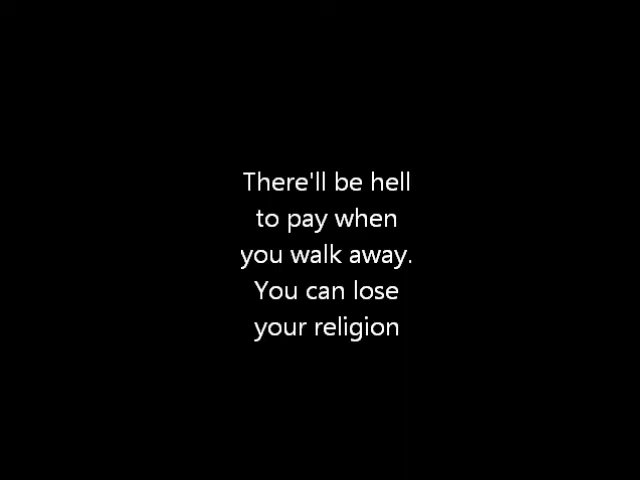 There'll be hell
to pay when
you walk away.
You can lose
your religion